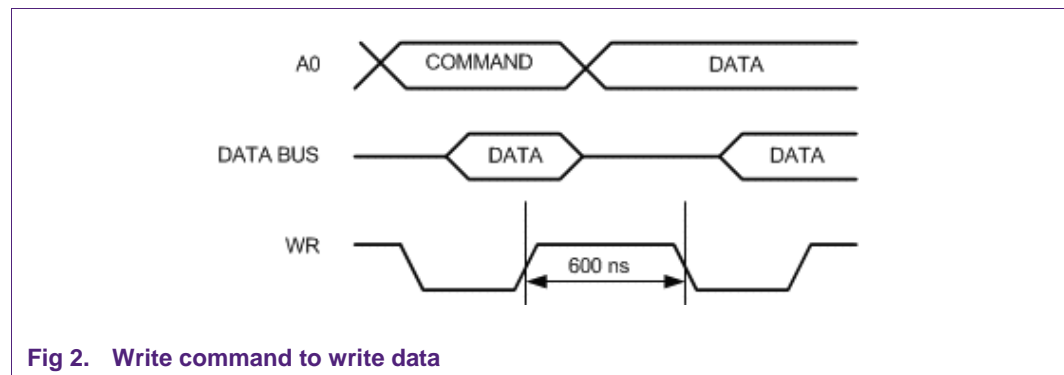 A0 COMMAND DATA
DATA BUS DATA DATA
WR 600 ns
Fig 2. Write command to write data